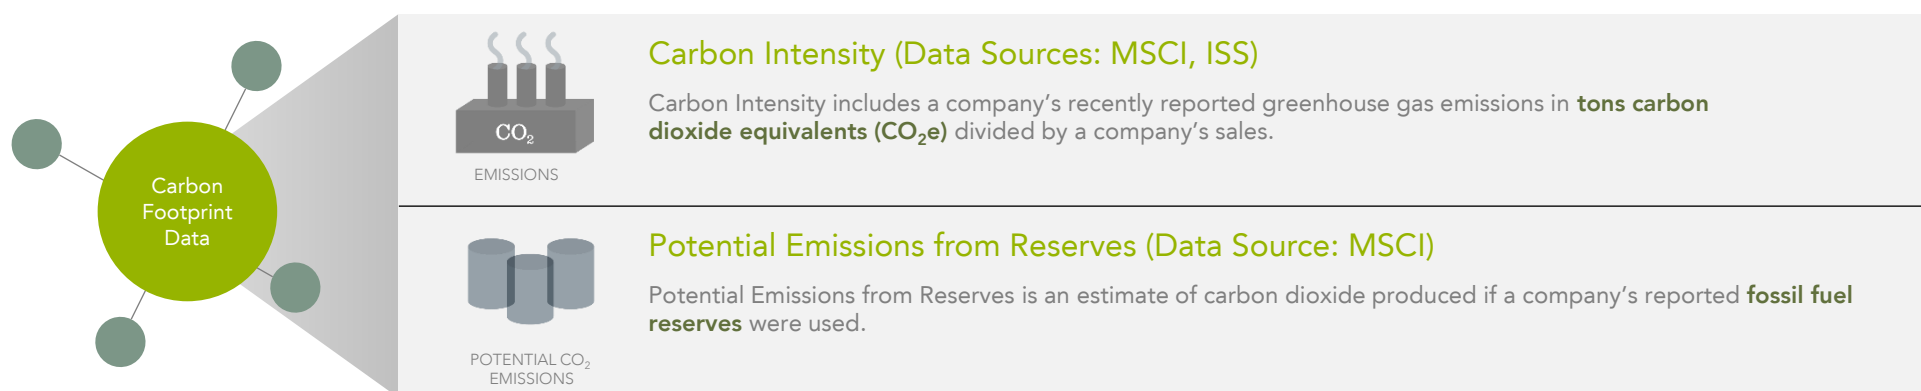 Carbon
Footprint
Data
CO₂
EMISSIONS
Carbon Intensity (Data Sources: MSCI, ISS)
Carbon Intensity includes a company’s recently reported greenhouse gas emissions in tons carbon
dioxide equivalents (CO₂e) divided by a company’s sales.
POTENTIAL CO₂
EMISSIONS
Potential Emissions from Reserves (Data Source: MSCI)
Potential Emissions from Reserves is an estimate of carbon dioxide produced if a company’s reported fossil fuel
reserves were used.